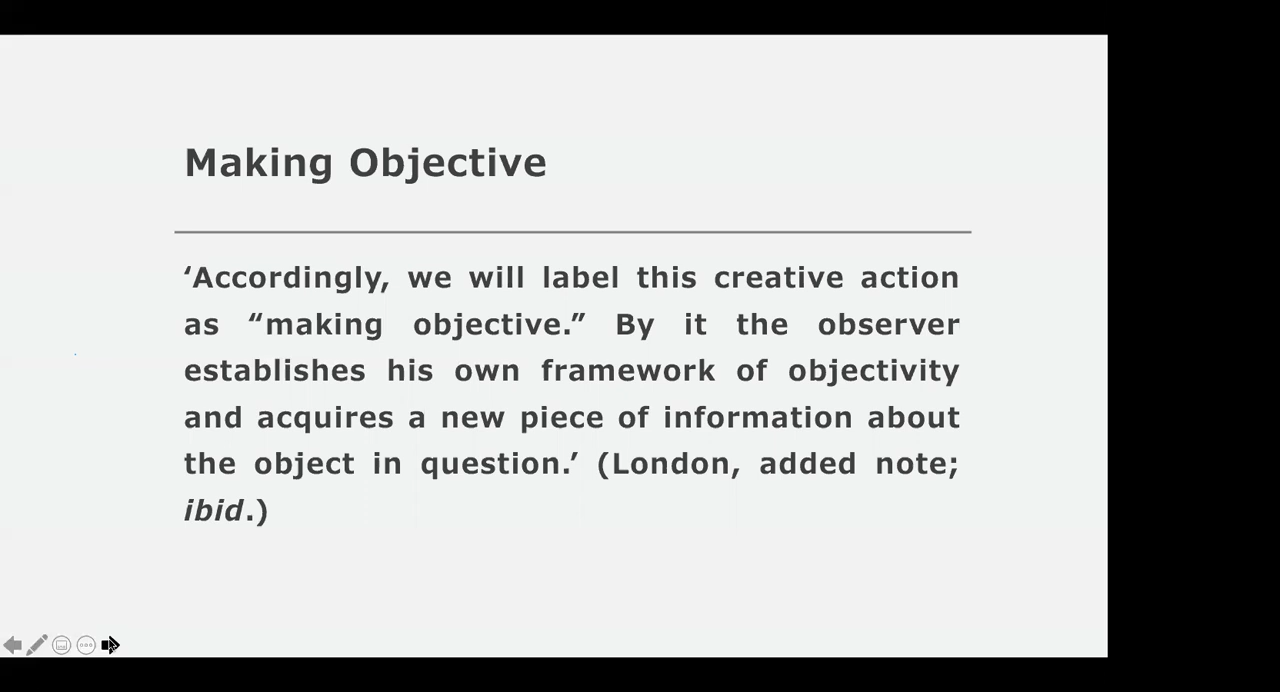 Making Objective
‘Accordingly, we will label this creative action
as “making objective.” By it the observer
establishes his own framework of objectivity
and acquires a new piece of information about
the object in question.’ (London, added note;
ibid.)